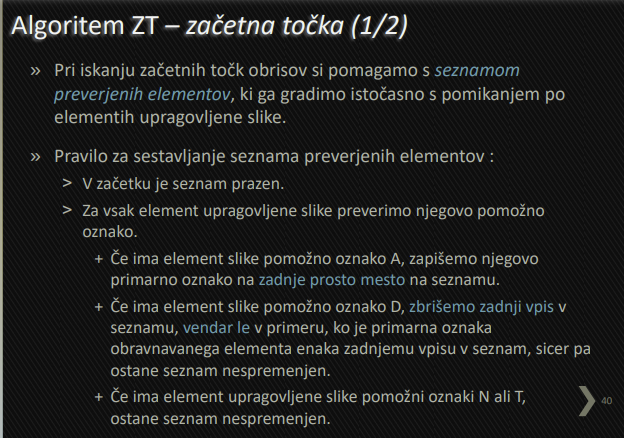 Algoritem ZT – začetna točka (1/2)
» Pri iskanju začetnih točk obrisov si pomagamo s seznamom
preverjenih elementov, ki ga gradimo istočasno s pomikanjem po
elementih upragovljene slike.
» Pravilo za sestavljanje seznama preverjenih elementov :
> V začetku je seznam prazen.
> Za vsak element upragovljene slike preverimo njegovo pomožno
oznako.
+ Če ima element slike pomožno oznako A, zapišemo njegovo
primarno oznako na zadnje prosto mesto na seznamu.
+ Če ima element slike pomožno oznako D, zbrišemo zadnji vpis v
seznamu, vendar le v primeru, ko je primarna oznaka
obravnavanega elementa enaka zadnjemu vpisu v seznam, sicer pa
ostane seznam nespremenjen.
+ Če ima element upragovljene slike pomožni oznaki N ali T,
ostane seznam nespremenjen.
40